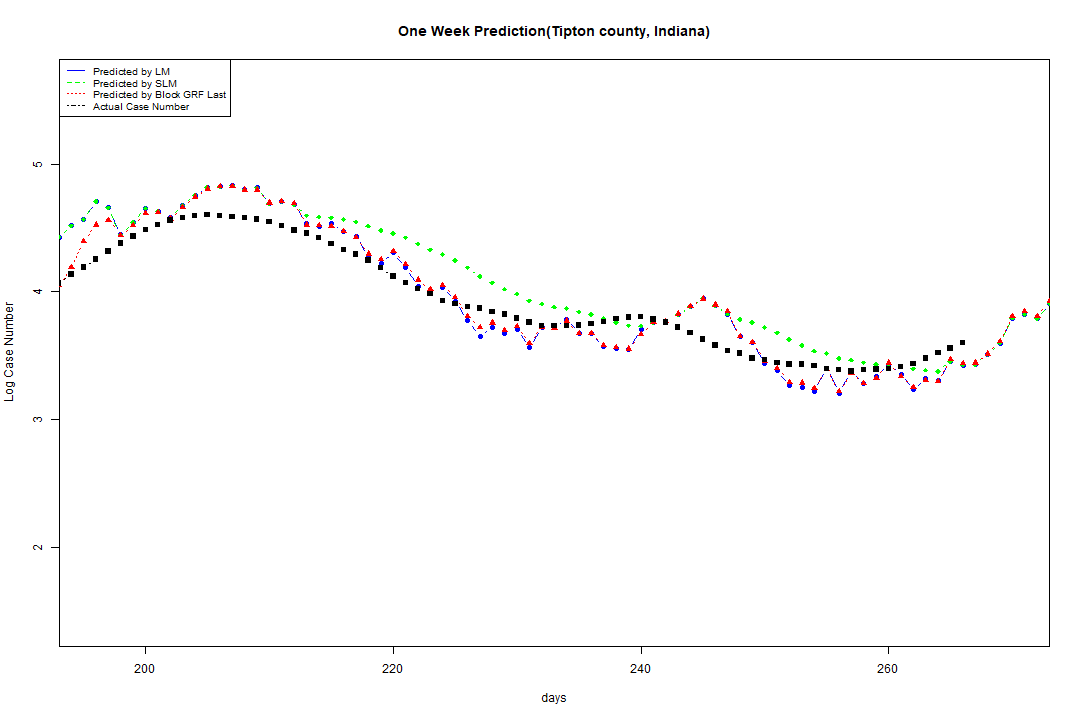 One Week Prediction(Tipton county, Indiana)
Predicted by LM
Predicted by SLM
Predicted by Block GRF Last
Actual Case Number
5
4
3
2
Log Case Number
200
220
240
260
days